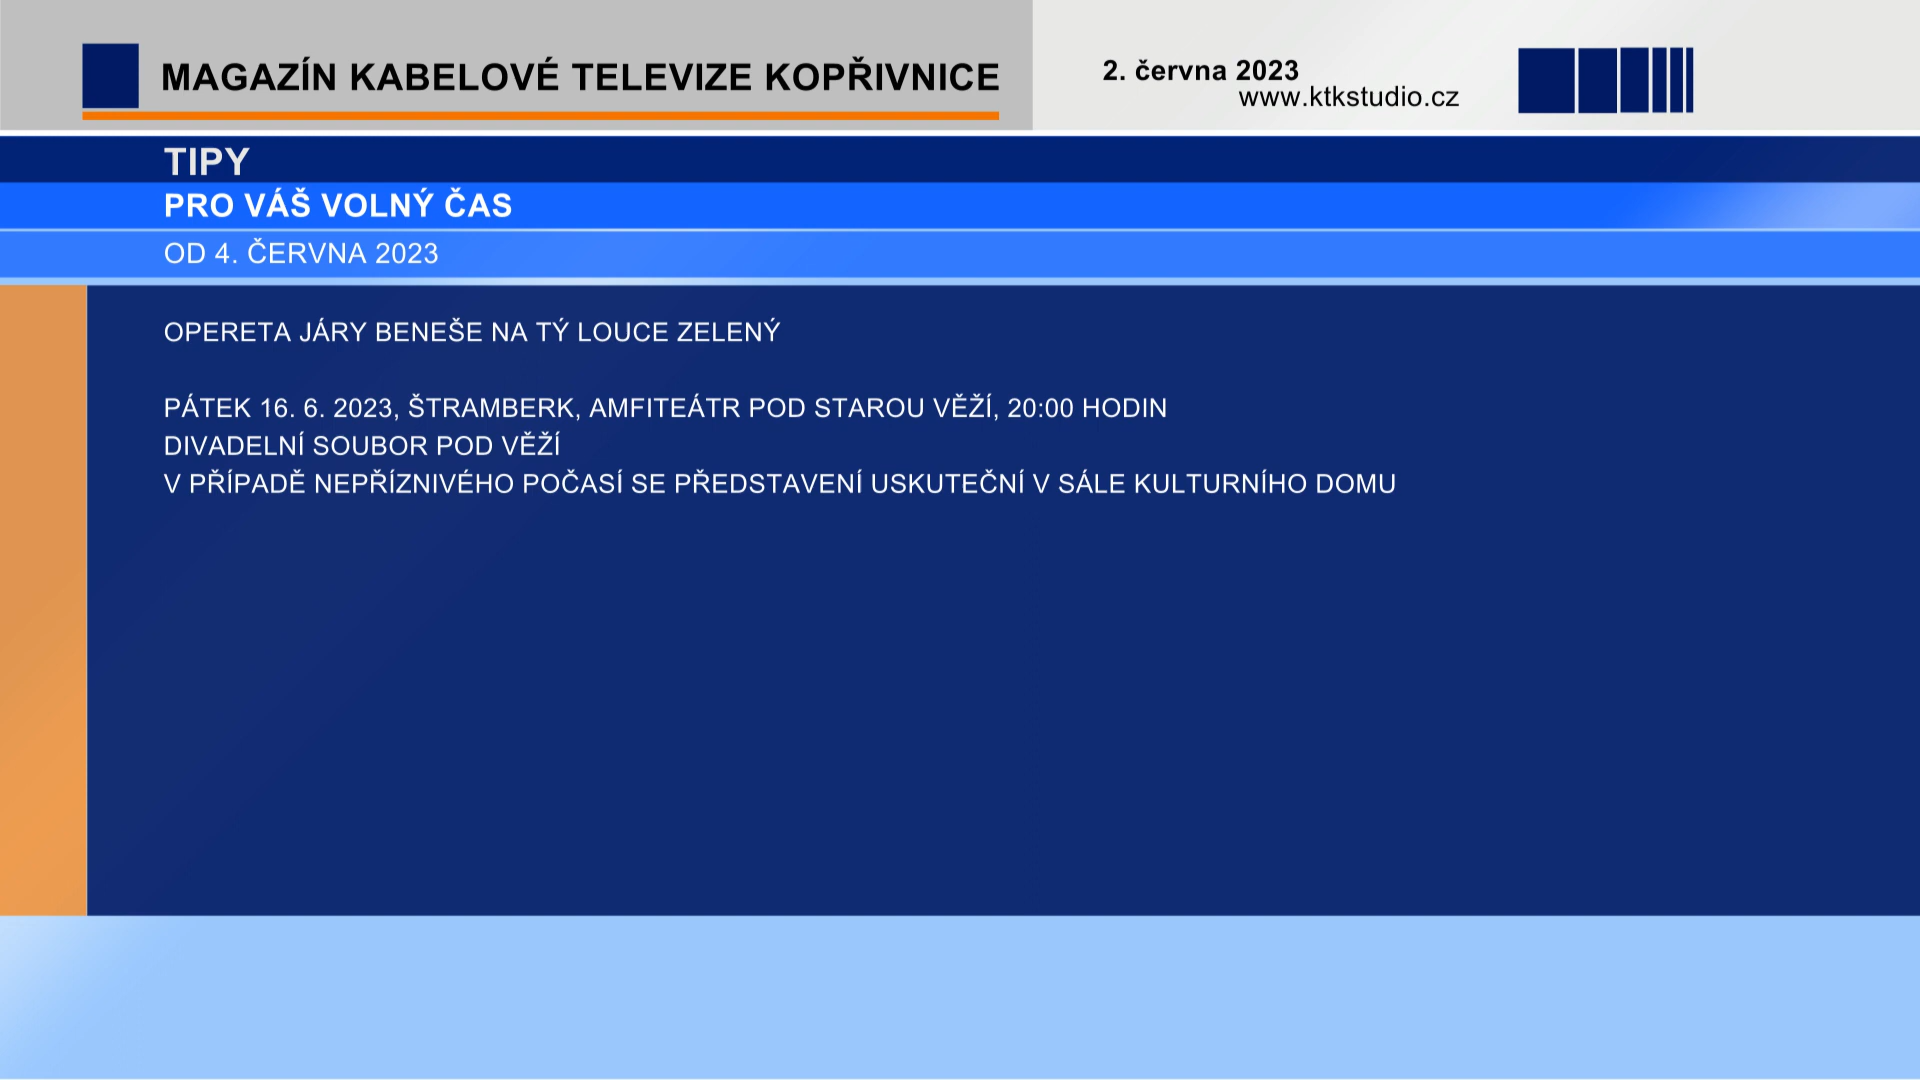 MAGAZÍN KABELOVÉ TELEVIZE KOPŘIVNICE
2. června 2023
www.ktkstudio.cz
TIPY
PRO VÁŠ VOLNÝ ČAS
OD 4. ČERVNA 2023
OPERETA JÁRY BENEŠE NA TÝ LOUCE ZELENÝ
PÁTEK 16. 6. 2023, ŠTRAMBERK, AMFITEÁTR POD STAROU VĚŽÍ, 20:00 HODIN
DIVADELNÍ SOUBOR POD VĚŽÍ
V PŘÍPADĚ NEPŘÍZNIVÉHO POČASÍ SE PŘEDSTAVENÍ USKUTEČNÍ V SÁLE KULTURNÍHO DOMU